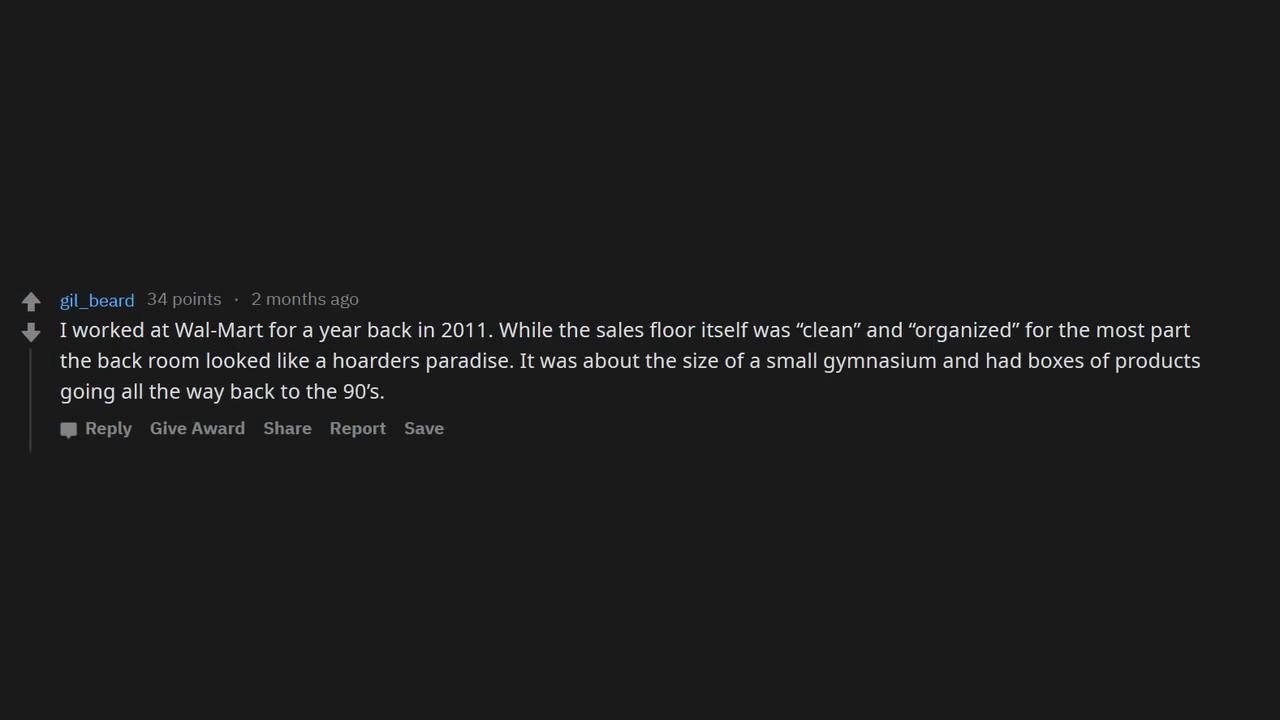 gil_beard 34 points · 2 months ago
I worked at Wal-Mart for a year back in 2011. While the sales floor itself was “clean” and “organized” for the most part
the back room looked like a hoarders paradise. It was about the size of a small gymnasium and had boxes of products
going all the way back to the 90’s.
Reply Give Award Share Report Save